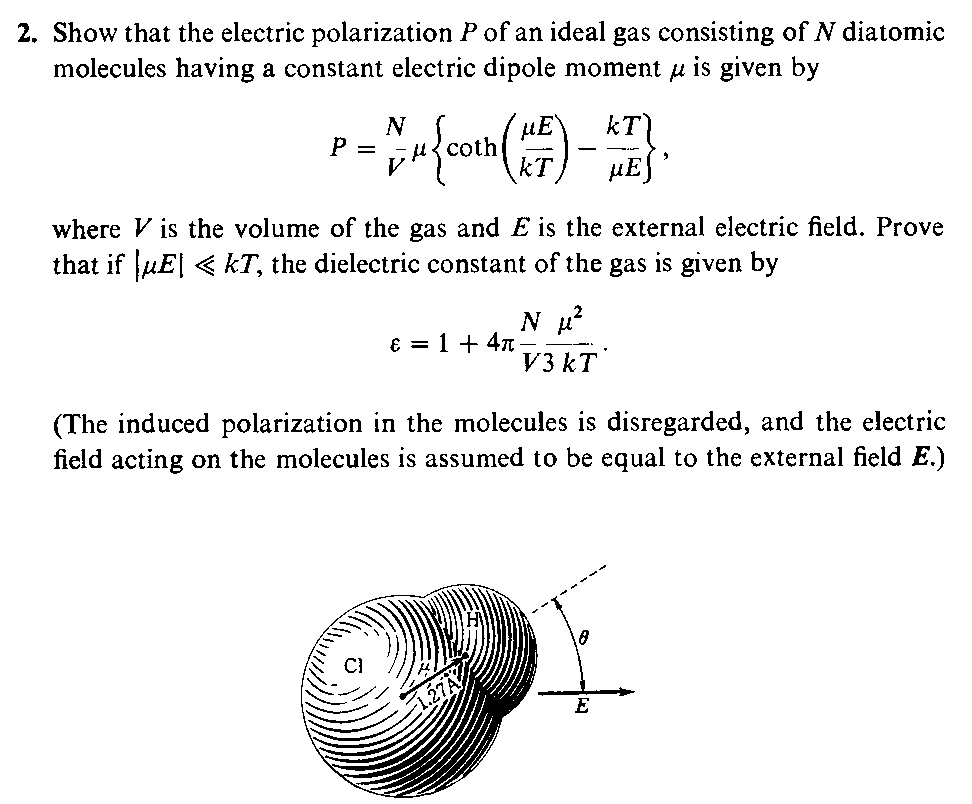 2. Show that the electric polarization P of an ideal gas consisting of N diatomic
molecules having a constant electric dipole moment μ is given by
P = N/V μ {coth(μE/kT) − kT/μE},
where V is the volume of the gas and E is the external electric field. Prove
that if |μE| ≪ kT, the dielectric constant of the gas is given by
ε = 1 + 4π N/V μ²/3kT.
(The induced polarization in the molecules is disregarded, and the electric
field acting on the molecules is assumed to be equal to the external field E.)
H
θ
Cl
μ
1.27Å
E